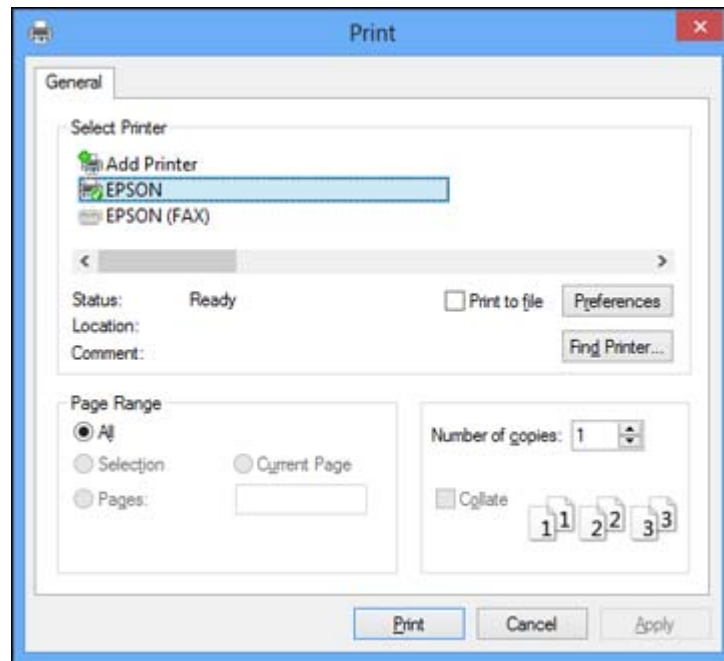 Print
General
Select Printer
Add Printer
EPSON
EPSON (FAX)
Status: Ready
Print to file
Preferences
Location:
Comment:
Find Printer...
Page Range
All
Selection
Current Page
Pages:
Number of copies: 1
Collate
1 1 2 2 3 3
Print
Cancel
Apply